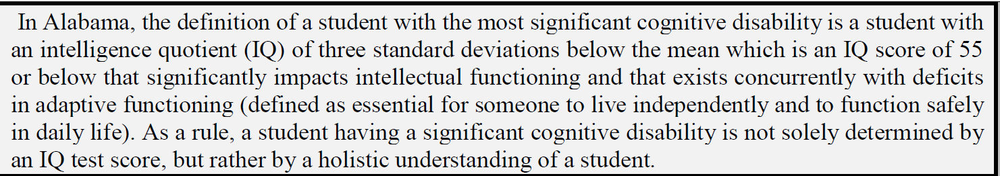 In Alabama, the definition of a student with the most significant cognitive disability is a student with
an intelligence quotient (IQ) of three standard deviations below the mean which is an IQ score of 55
or below that significantly impacts intellectual functioning and that exists concurrently with deficits
in adaptive functioning (defined as essential for someone to live independently and to function safely
in daily life). As a rule, a student having a significant cognitive disability is not solely determined by
an IQ test score, but rather by a holistic understanding of a student.